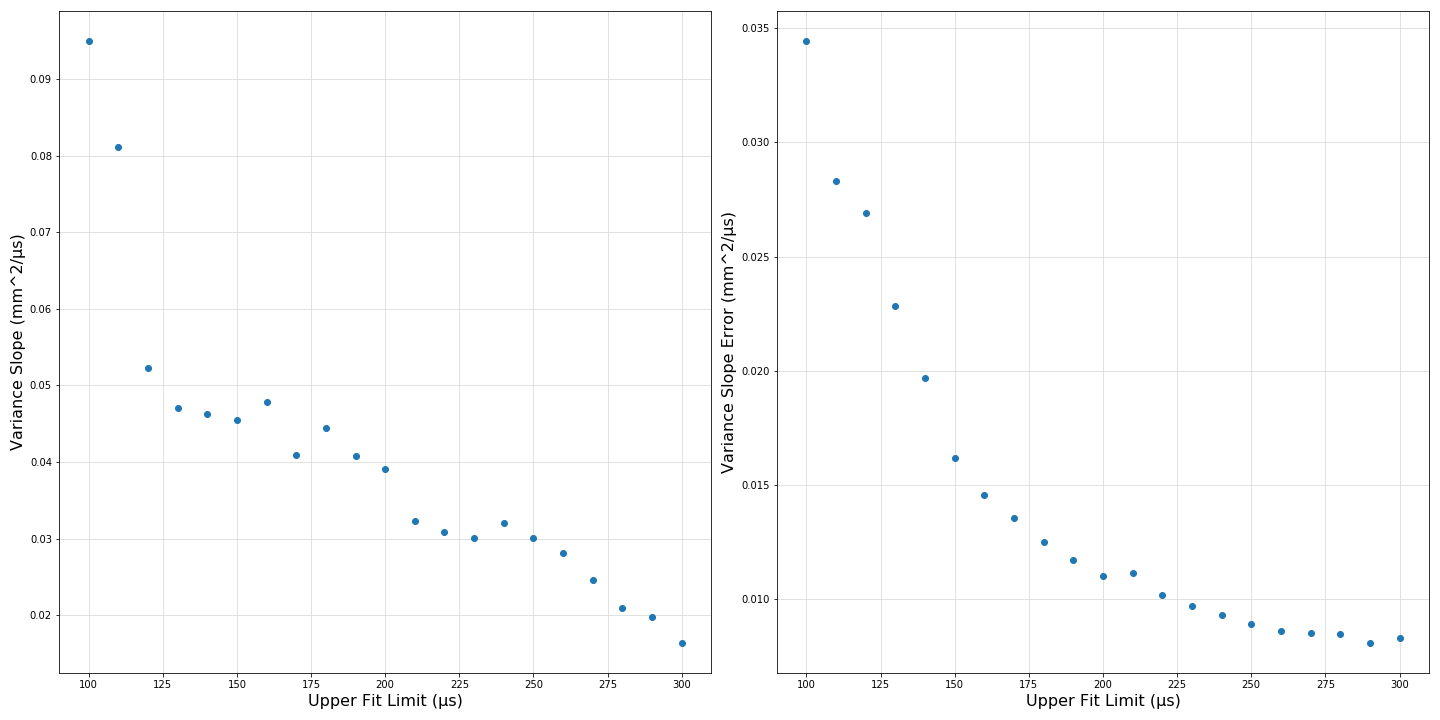 0.09
0.08
0.07
0.06
0.05
0.04
0.03
0.02
Variance Slope (mm^2/μs)
100 125 150 175 200 225 250 275 300
Upper Fit Limit (μs)
0.035
0.030
0.025
0.020
0.015
0.010
Variance Slope Error (mm^2/μs)
100 125 150 175 200 225 250 275 300
Upper Fit Limit (μs)